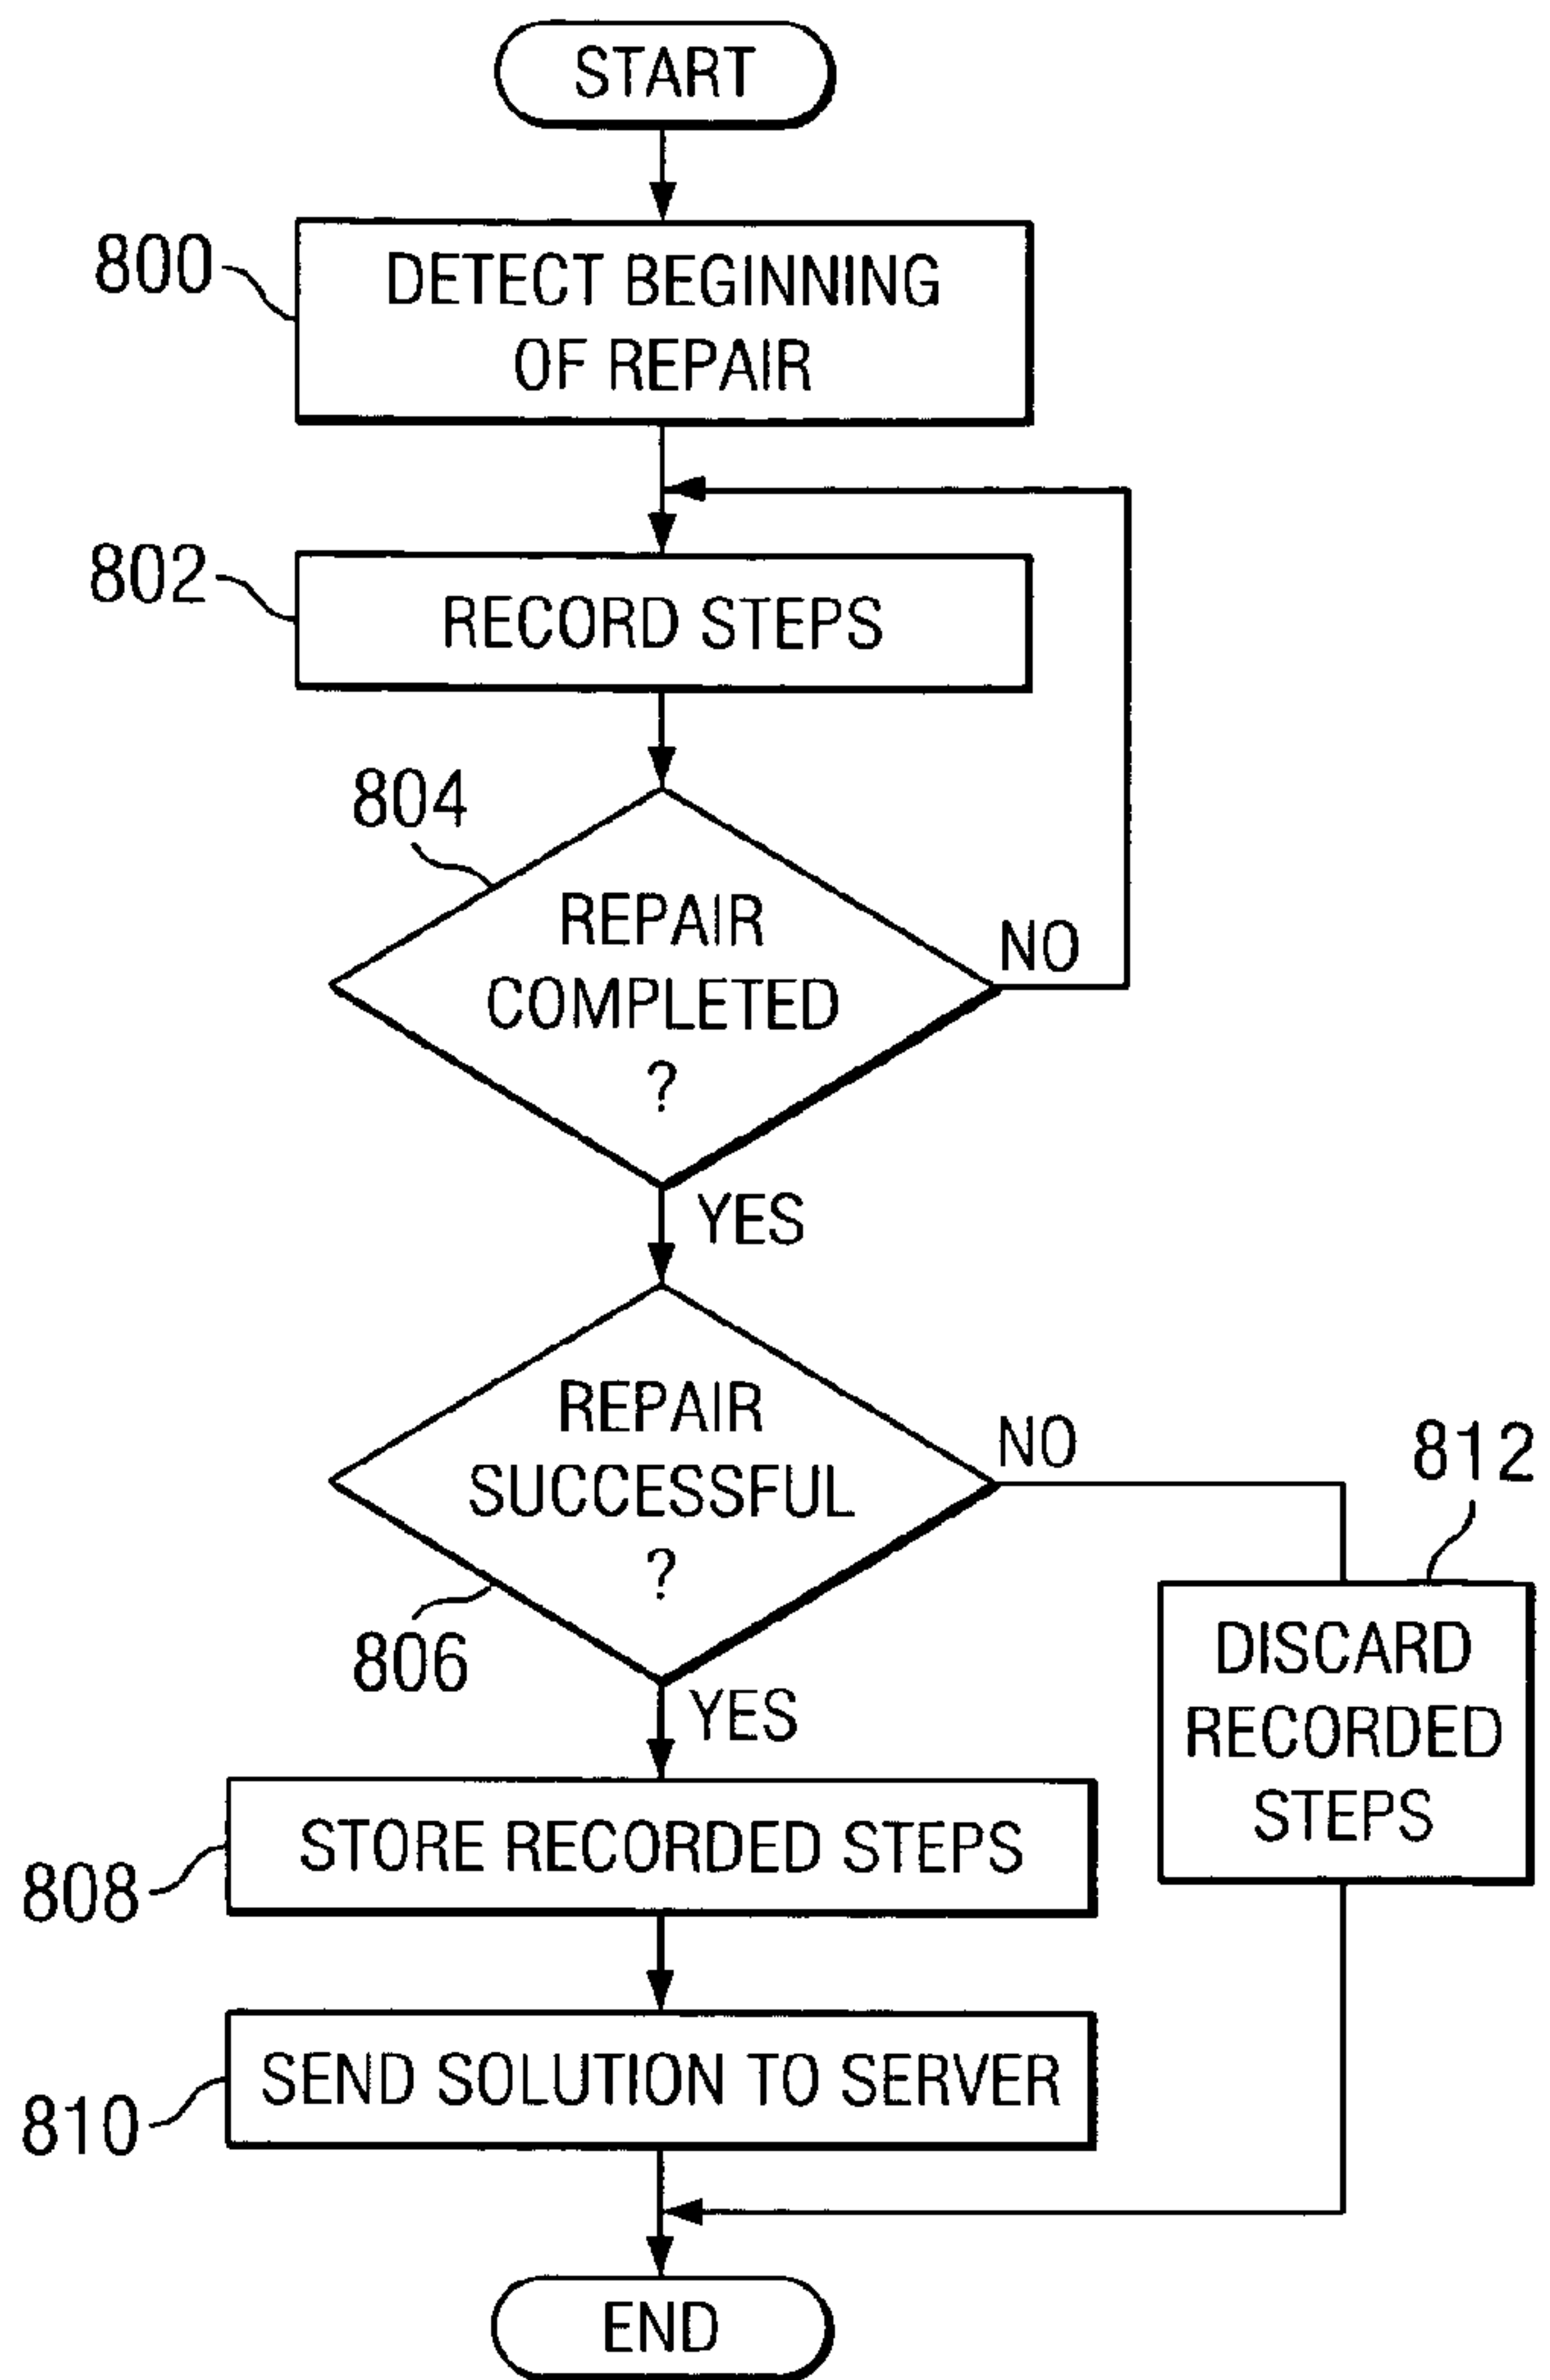 START
800
DETECT BEGINNING
OF REPAIR
802
RECORD STEPS
804
REPAIR
COMPLETED
?
NO
YES
REPAIR
SUCCESSFUL
?
NO
812
806
YES
DISCARD
RECORDED
STEPS
STORE RECORDED STEPS
808
SEND SOLUTION TO SERVER
810
END